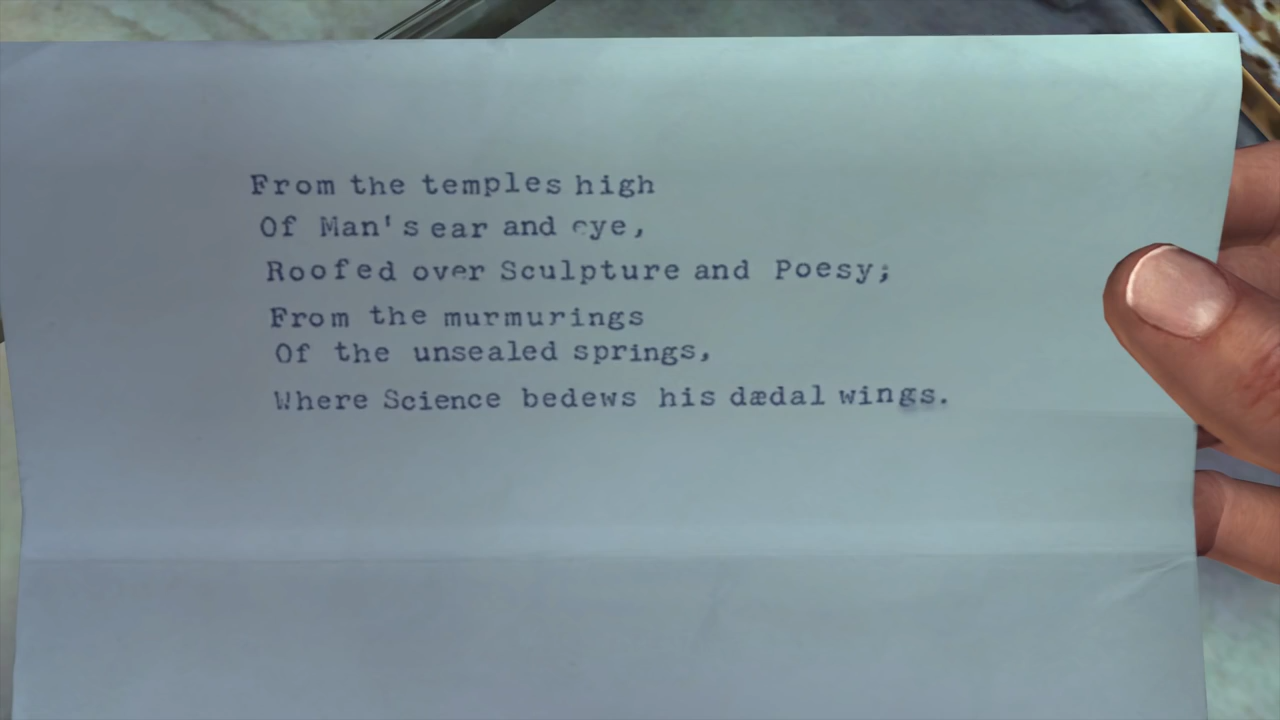 From the temples high
Of Man's ear and eye,
Roofed over Sculpture and Poesy;
From the murmurings
Of the unsealed springs,
Where Science bedews his dædal wings.